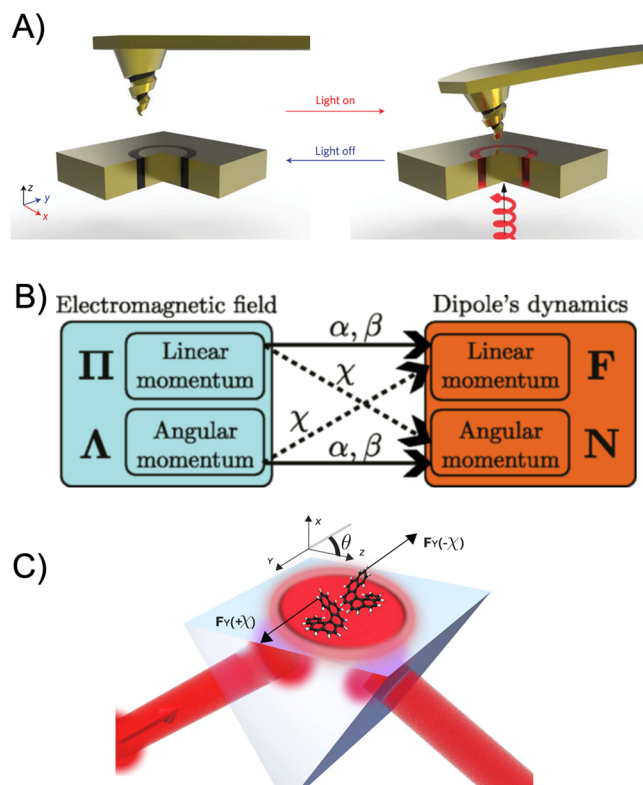 A)
Light on
Light off
z
y
x
B)
Electromagnetic field
Dipole's dynamics
α, β
Π
Linear
momentum
χ
Linear
momentum
F
χ
Λ
Angular
momentum
α, β
Angular
momentum
N
C)
X
Y
Z
θ
FY(-χ)
FY(+χ)